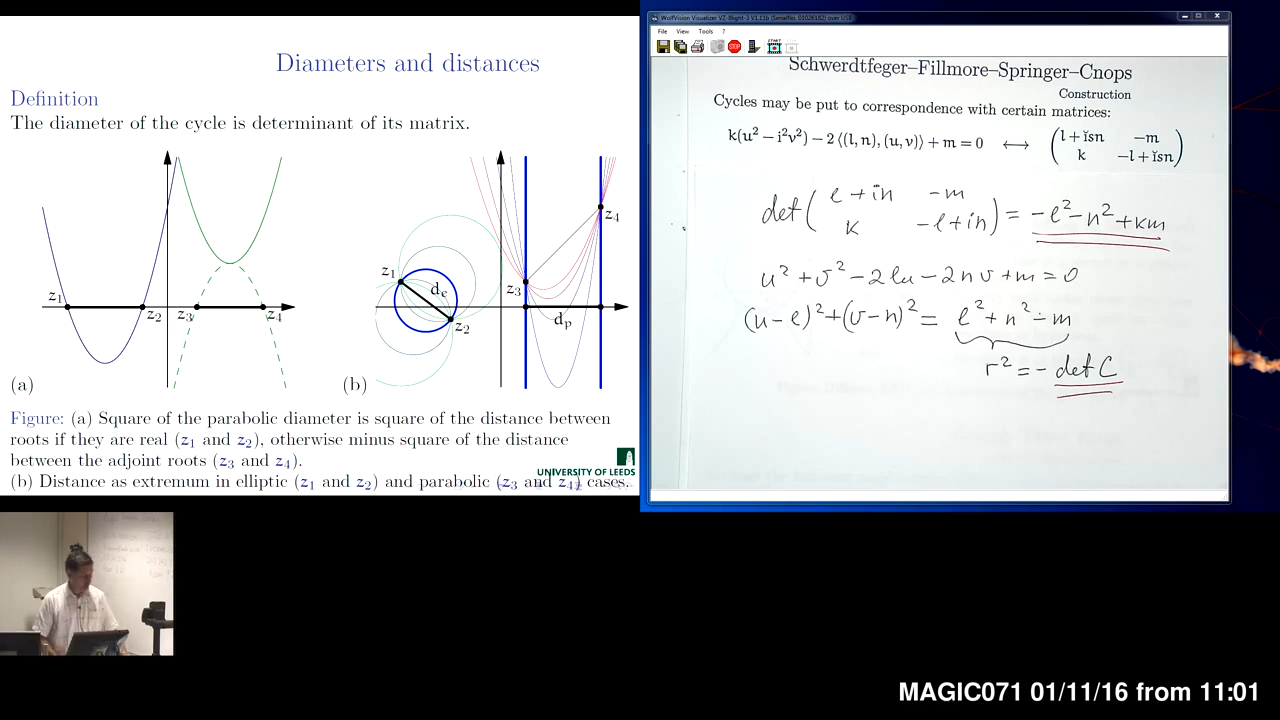 Diameters and distances
Definition
The diameter of the cycle is determinant of its matrix.
z₁
z₂
z₃
z₄
(a)
z₁
dₑ
z₂
z₃
z₄
dₚ
(b)
Figure: (a) Square of the parabolic diameter is square of the distance between
roots if they are real (z₁ and z₂), otherwise minus square of the distance
between the adjoint roots (z₃ and z₄).
(b) Distance as extremum in elliptic (z₁ and z₂) and parabolic (z₃ and z₄) cases.
UNIVERSITY OF LEEDS
File View Tools ?
Schwerdtfeger–Fillmore–Springer–Cnops
Construction
Cycles may be put to correspondence with certain matrices:
k(u² − i²v²) − 2⟨(l, n), (u, v)⟩ + m = 0 ⟷ ( l + ĭsn −m
k −l + ĭsn )
det ( l + in −m
k −l + in ) = −l² − n² + km
u² + v² − 2lu − 2nv + m = 0
(u − l)² + (v − n)² = l² + n² − m
r² = − det C
MAGIC071 01/11/16 from 11:01